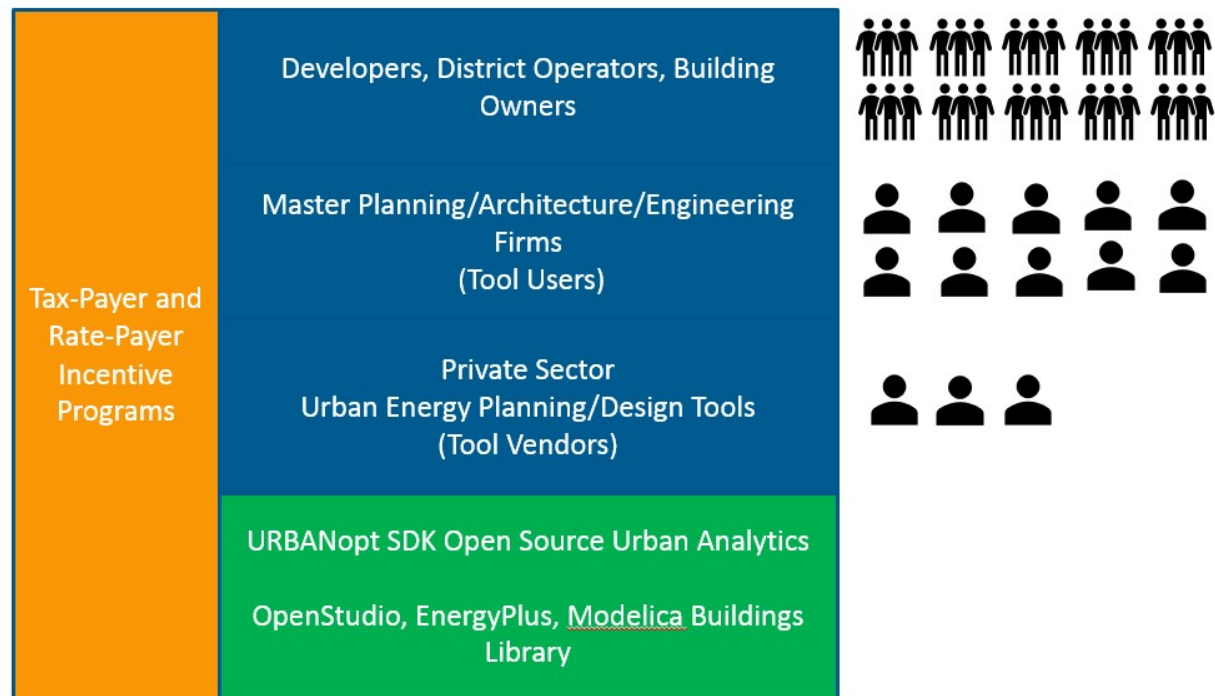 Tax-Payer and
Rate-Payer
Incentive
Programs
Developers, District Operators, Building
Owners
Master Planning/Architecture/Engineering
Firms
(Tool Users)
Private Sector
Urban Energy Planning/Design Tools
(Tool Vendors)
URBANopt SDK Open Source Urban Analytics
OpenStudio, EnergyPlus, Modelica Buildings
Library